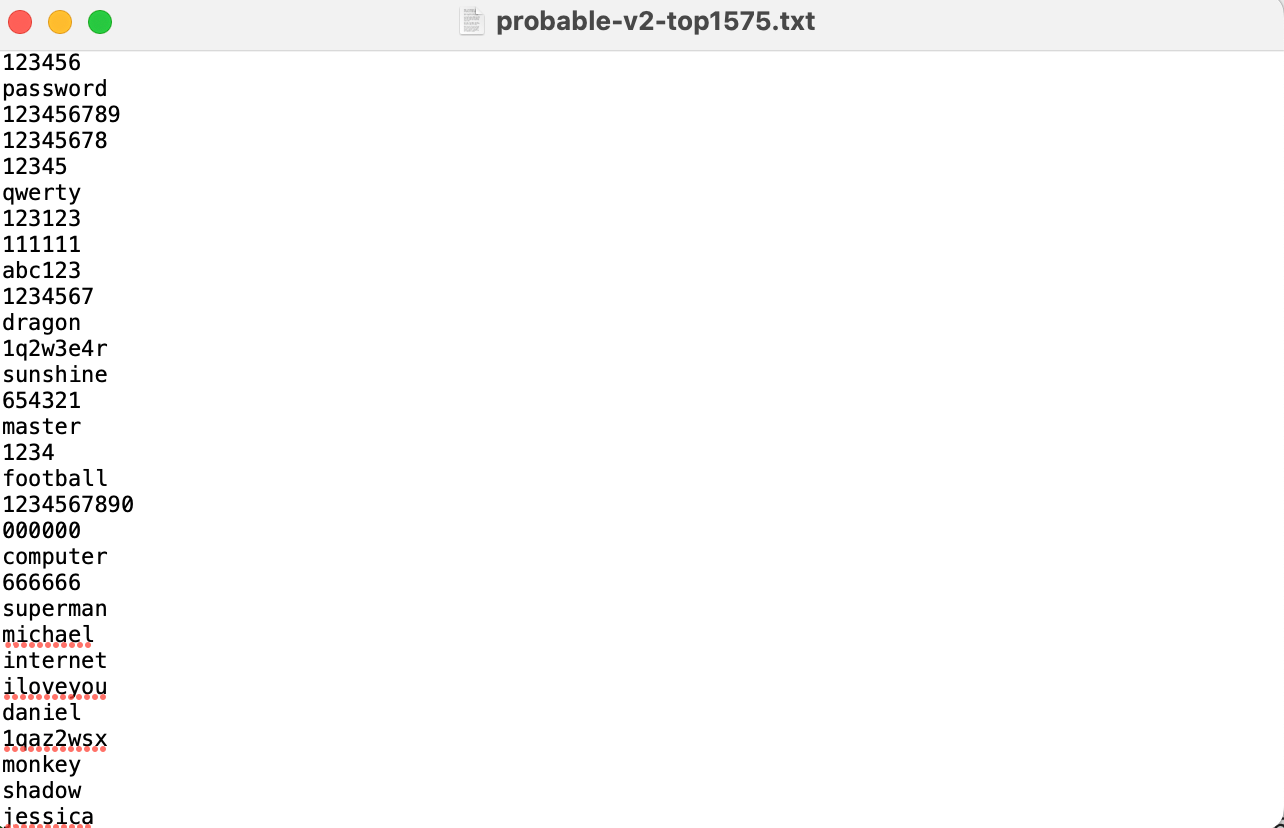 probable-v2-top1575.txt
123456
password
123456789
12345678
12345
qwerty
123123
111111
abc123
1234567
dragon
1q2w3e4r
sunshine
654321
master
1234
football
1234567890
000000
computer
666666
superman
michael
internet
iloveyou
daniel
1qaz2wsx
monkey
shadow
jessica